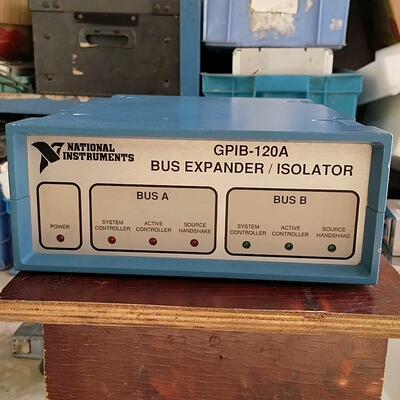 NATIONAL
INSTRUMENTS
GPIB-120A
BUS EXPANDER / ISOLATOR
POWER
BUS A
SYSTEM
CONTROLLER
ACTIVE
CONTROLLER
SOURCE
HANDSHAKE
BUS B
SYSTEM
CONTROLLER
ACTIVE
CONTROLLER
SOURCE
HANDSHAKE